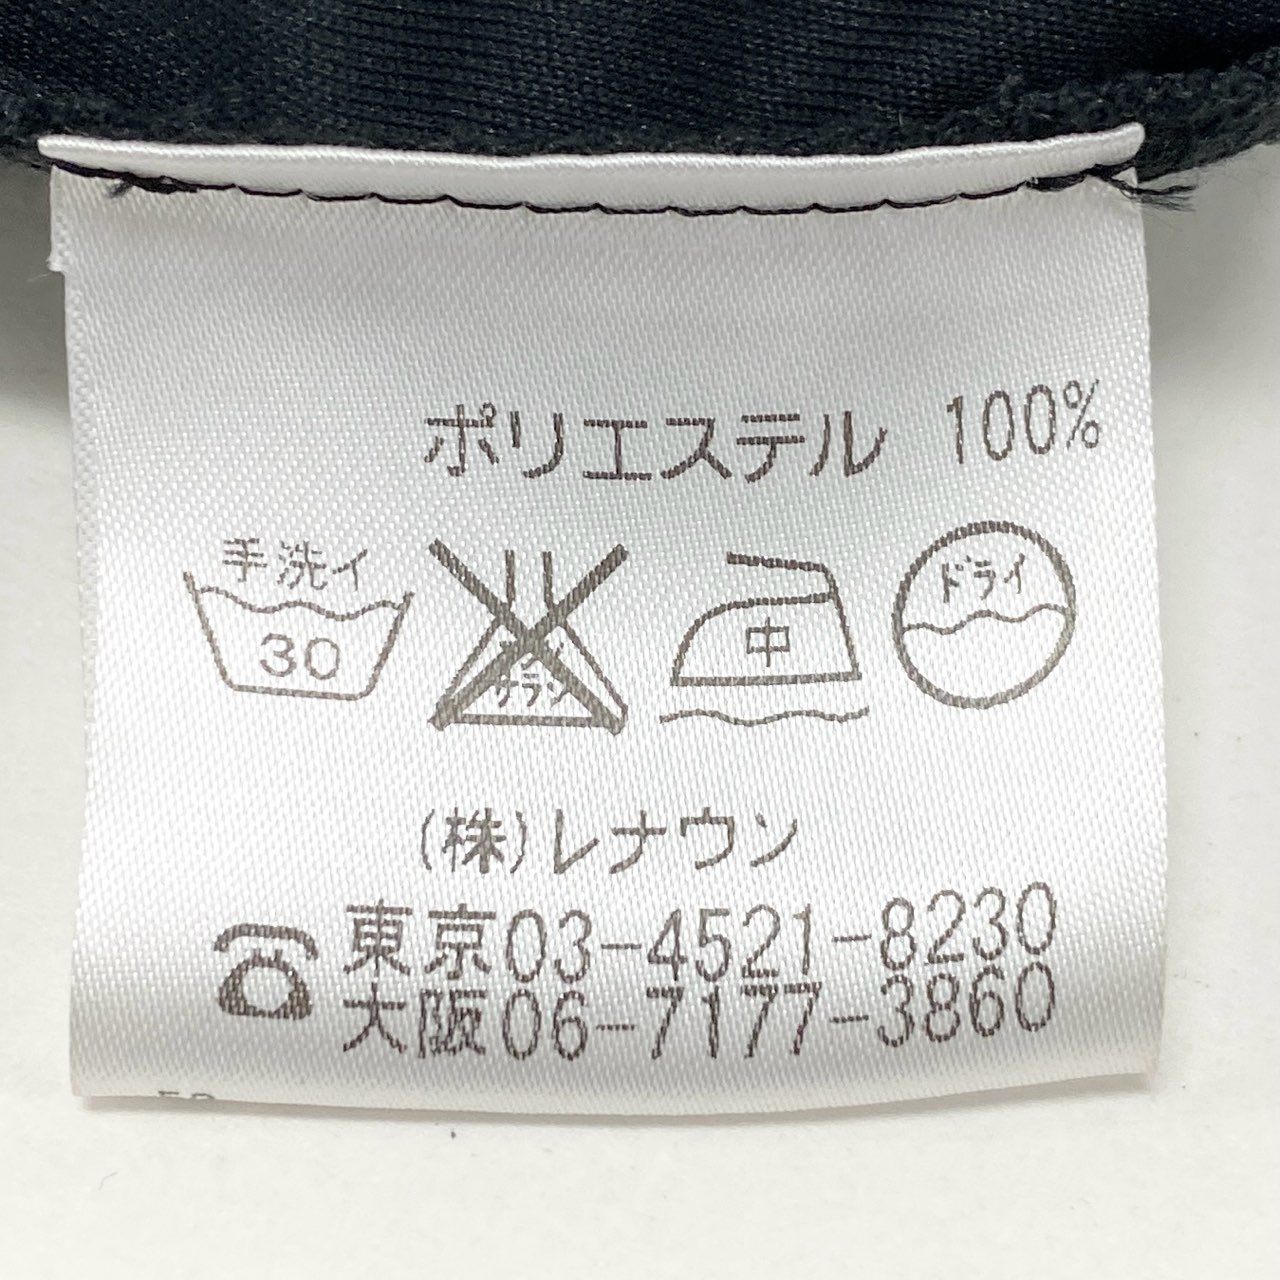 ポリエステル 100%
手洗イ
30
中
ドライ
(株)レナウン
東京03-4521-8230
大阪06-7177-3860